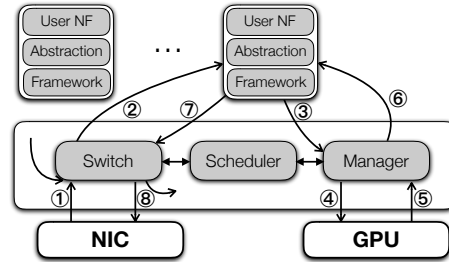 User NF
Abstraction
Framework
...
User NF
Abstraction
Framework
②
⑦
③
⑥
Switch
Scheduler
Manager
①
⑧
④
⑤
NIC
GPU